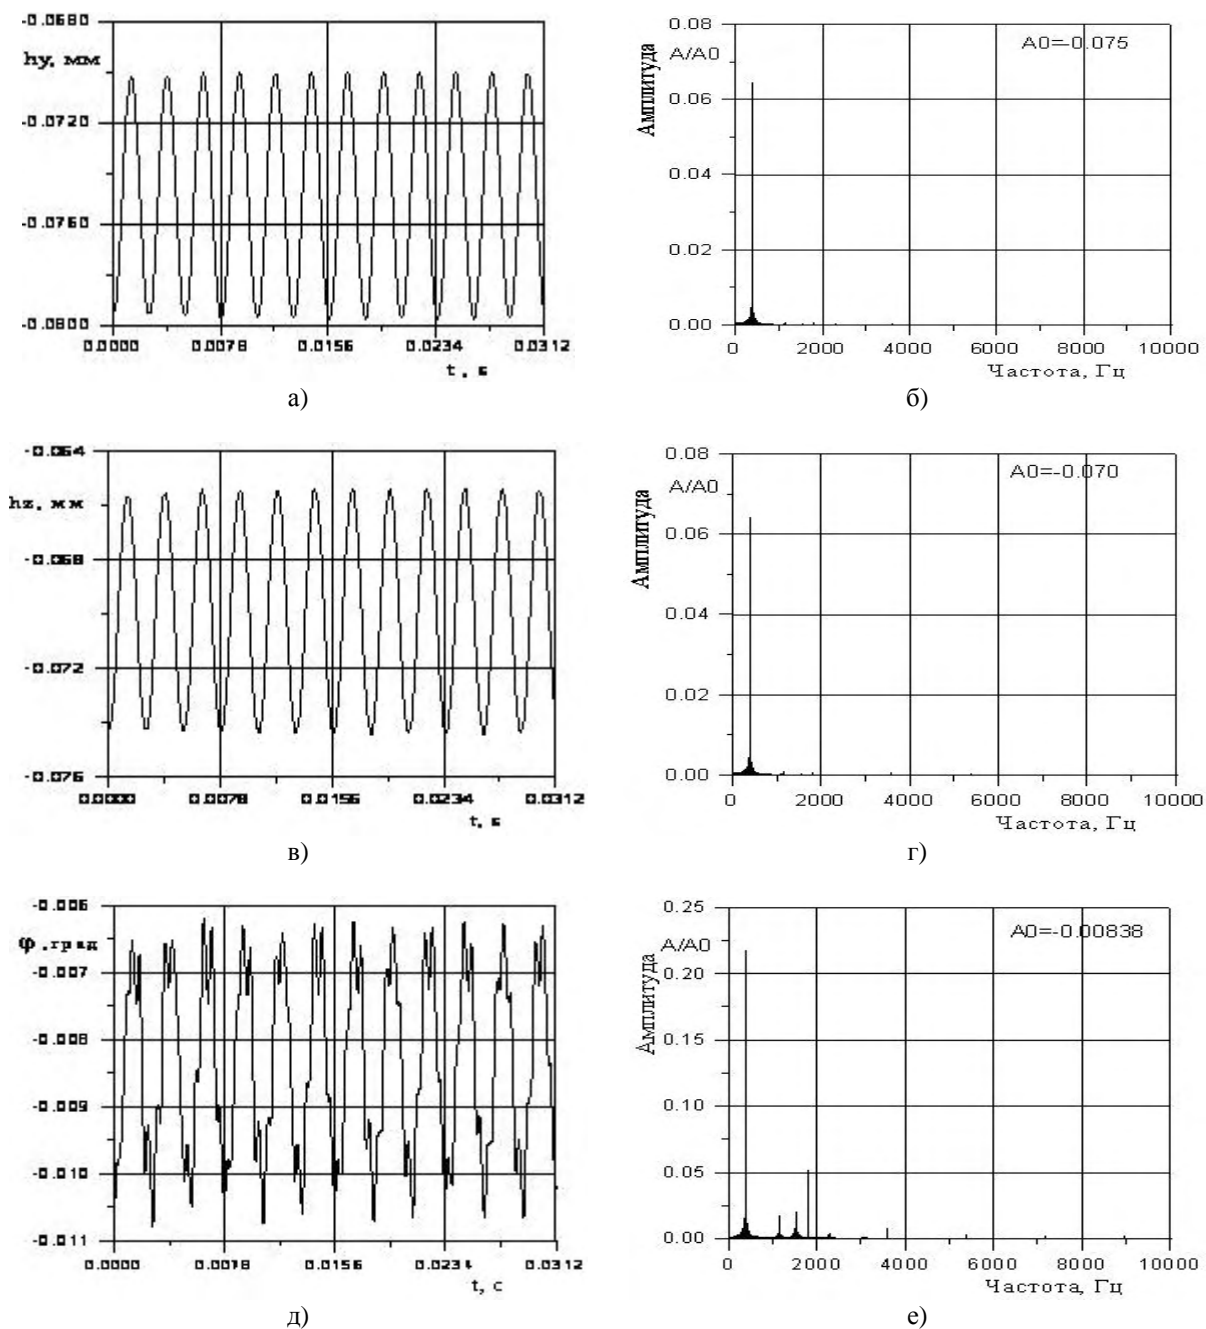 -0.0680
hy, мм
-0.0720
-0.0760
-0.0800
0.0000 0.0078 0.0156 0.0234 0.0312
t, с
а)
0.08
A/A0
Амплитуда
A0=-0.075
0.06
0.04
0.02
0.00
0 2000 4000 6000 8000 10000
Частота, Гц
б)
-0.064
hz, мм
-0.068
-0.072
-0.076
0.0000 0.0078 0.0156 0.0234 0.0312
t, с
в)
0.08
A/A0
Амплитуда
A0=-0.070
0.06
0.04
0.02
0.00
0 2000 4000 6000 8000 10000
Частота, Гц
г)
-0.006
φ, град
-0.007
-0.008
-0.009
-0.010
-0.011
0.0000 0.0078 0.0156 0.0234 0.0312
t, с
д)
0.25
A/A0
Амплитуда
A0=-0.00838
0.20
0.15
0.10
0.05
0.00
0 2000 4000 6000 8000 10000
Частота, Гц
е)